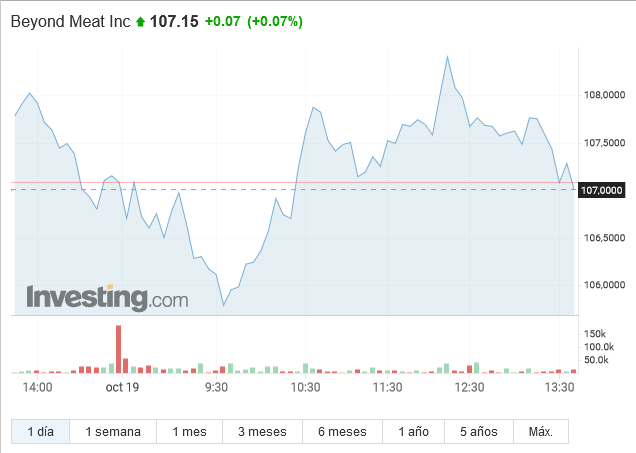 Beyond Meat Inc 107.15 +0.07 (+0.07%)
108,0000
107,5000
107,0000
106,5000
106,0000
Investing.com
150k
100.0k
50.0k
14:00 oct 19 9:30 10:30 11:30 12:30 13:30
1 día 1 semana 1 mes 3 meses 6 meses 1 año 5 años Máx.